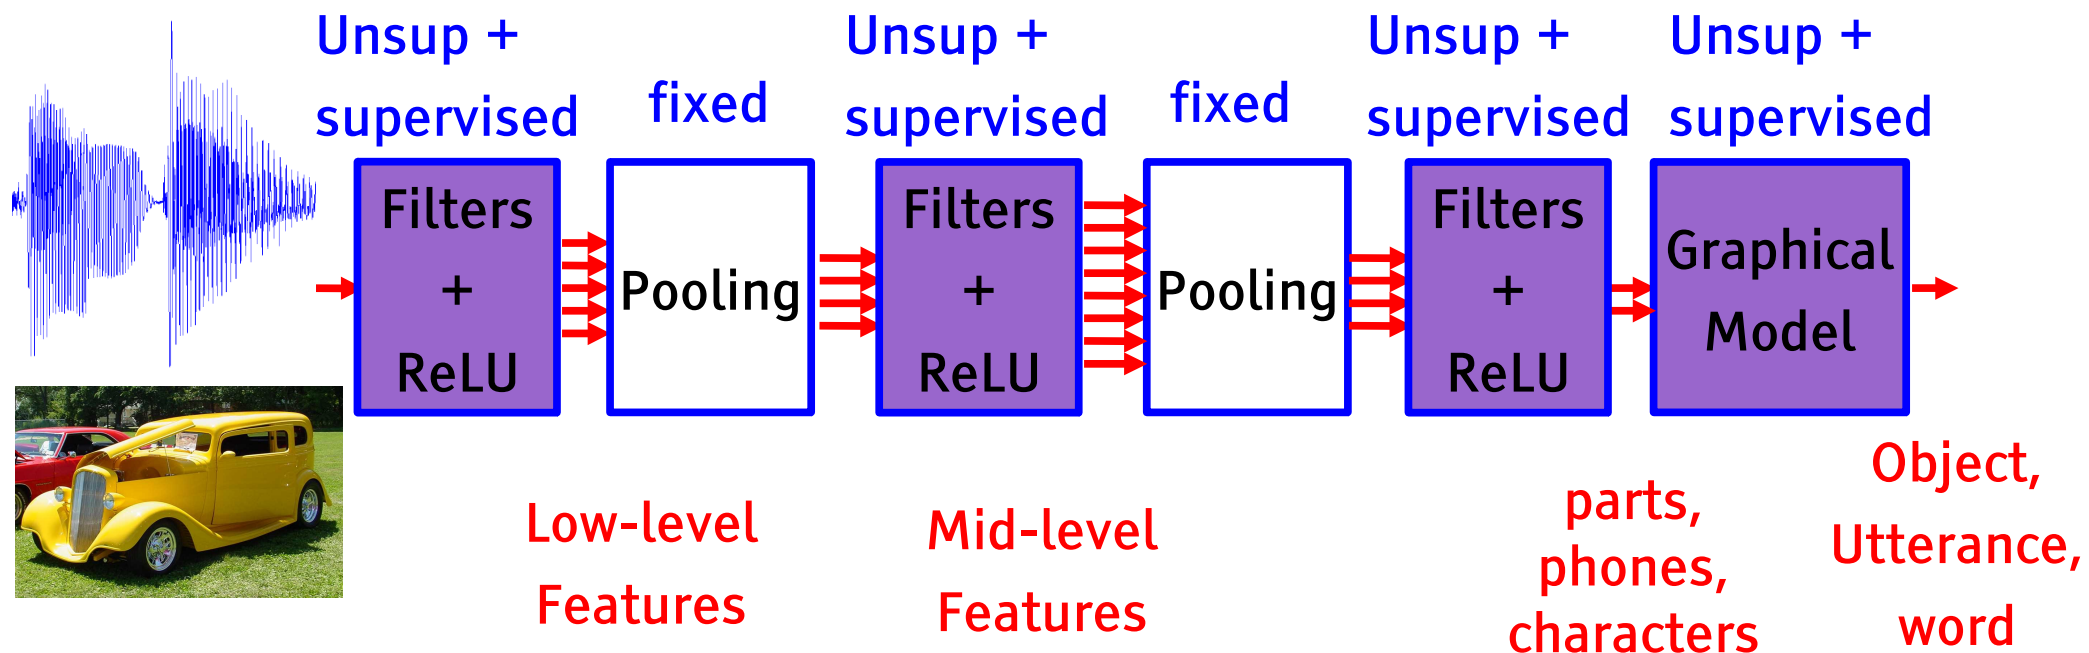 Unsup +
supervised
fixed
Unsup +
supervised
fixed
Unsup +
supervised
Unsup +
supervised
Filters
+
ReLU
Pooling
Filters
+
ReLU
Pooling
Filters
+
ReLU
Graphical
Model
Low-level
Features
Mid-level
Features
parts,
phones,
characters
Object,
Utterance,
word